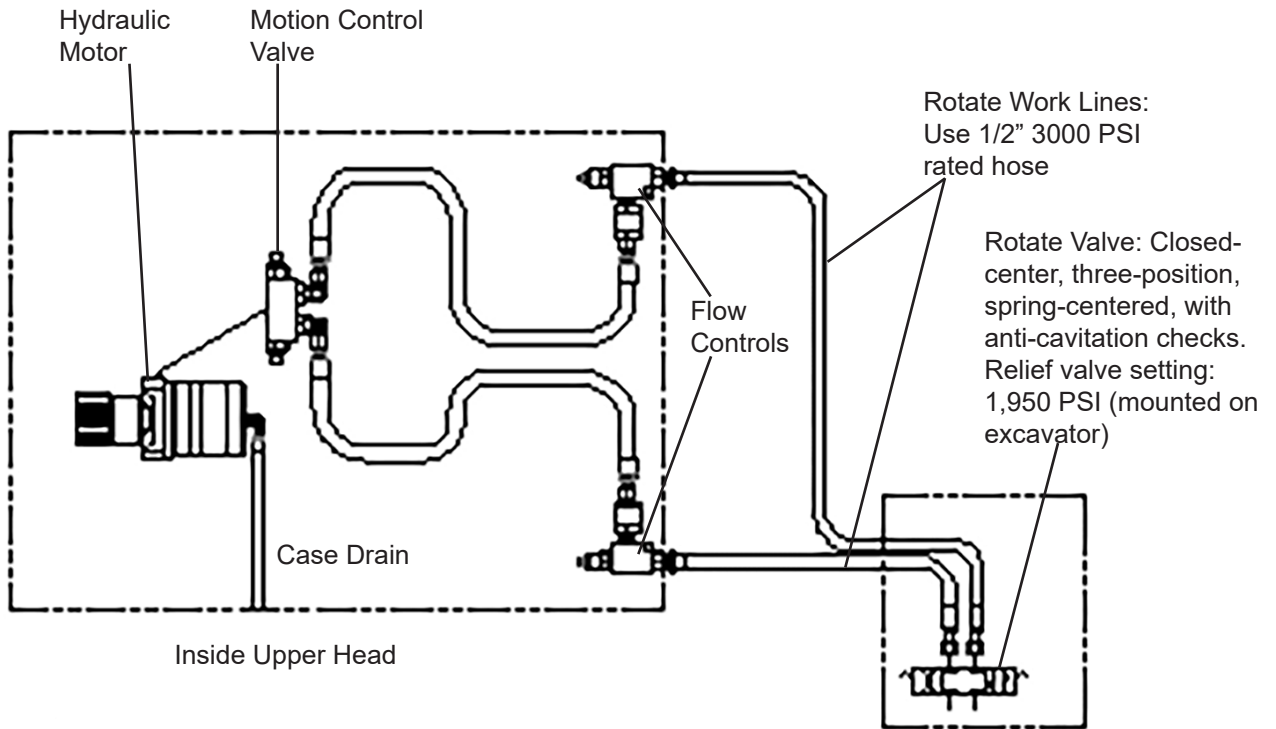 Hydraulic
Motor
Motion Control
Valve
Rotate Work Lines:
Use 1/2” 3000 PSI
rated hose
Rotate Valve: Closed-
center, three-position,
spring-centered, with
anti-cavitation checks.
Relief valve setting:
1,950 PSI (mounted on
excavator)
Flow
Controls
Case Drain
Inside Upper Head